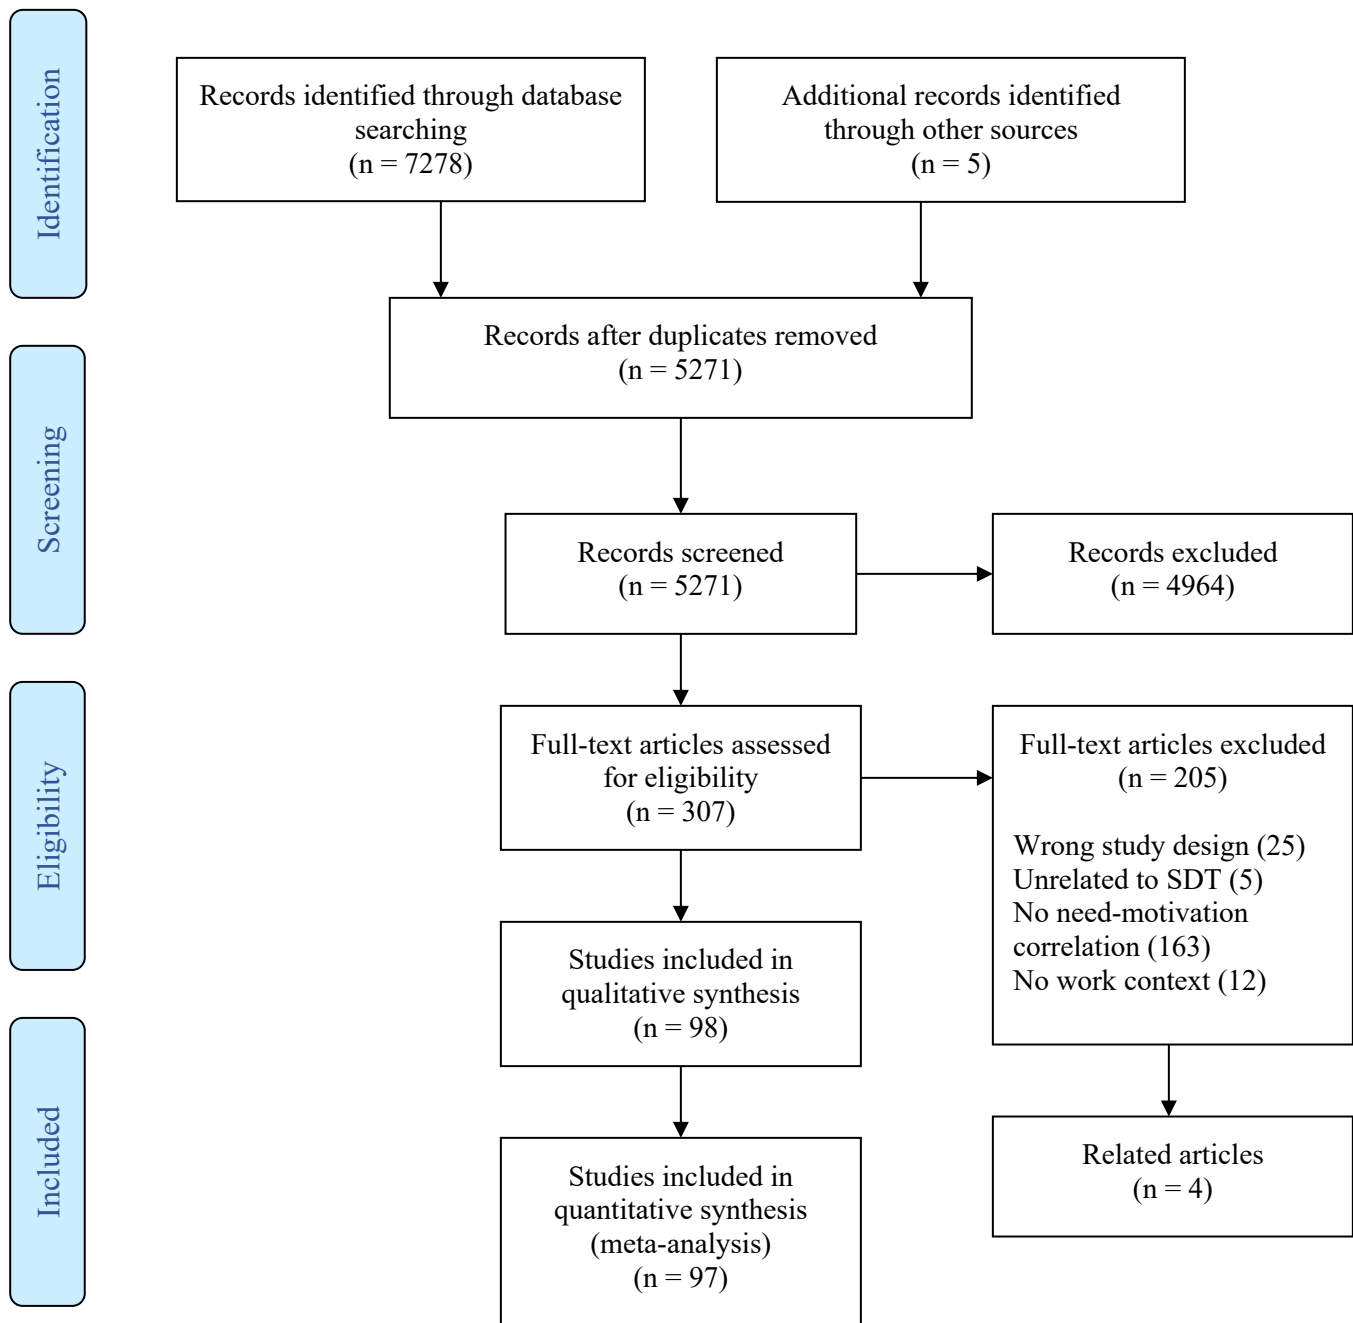 Identification
Records identified through database
searching
(n = 7278)
Additional records identified
through other sources
(n = 5)
Records after duplicates removed
(n = 5271)
Screening
Records screened
(n = 5271)
Records excluded
(n = 4964)
Eligibility
Full-text articles assessed
for eligibility
(n = 307)
Full-text articles excluded
(n = 205)
Wrong study design (25)
Unrelated to SDT (5)
No need-motivation
correlation (163)
No work context (12)
Studies included in
qualitative synthesis
(n = 98)
Included
Studies included in
quantitative synthesis
(meta-analysis)
(n = 97)
Related articles
(n = 4)